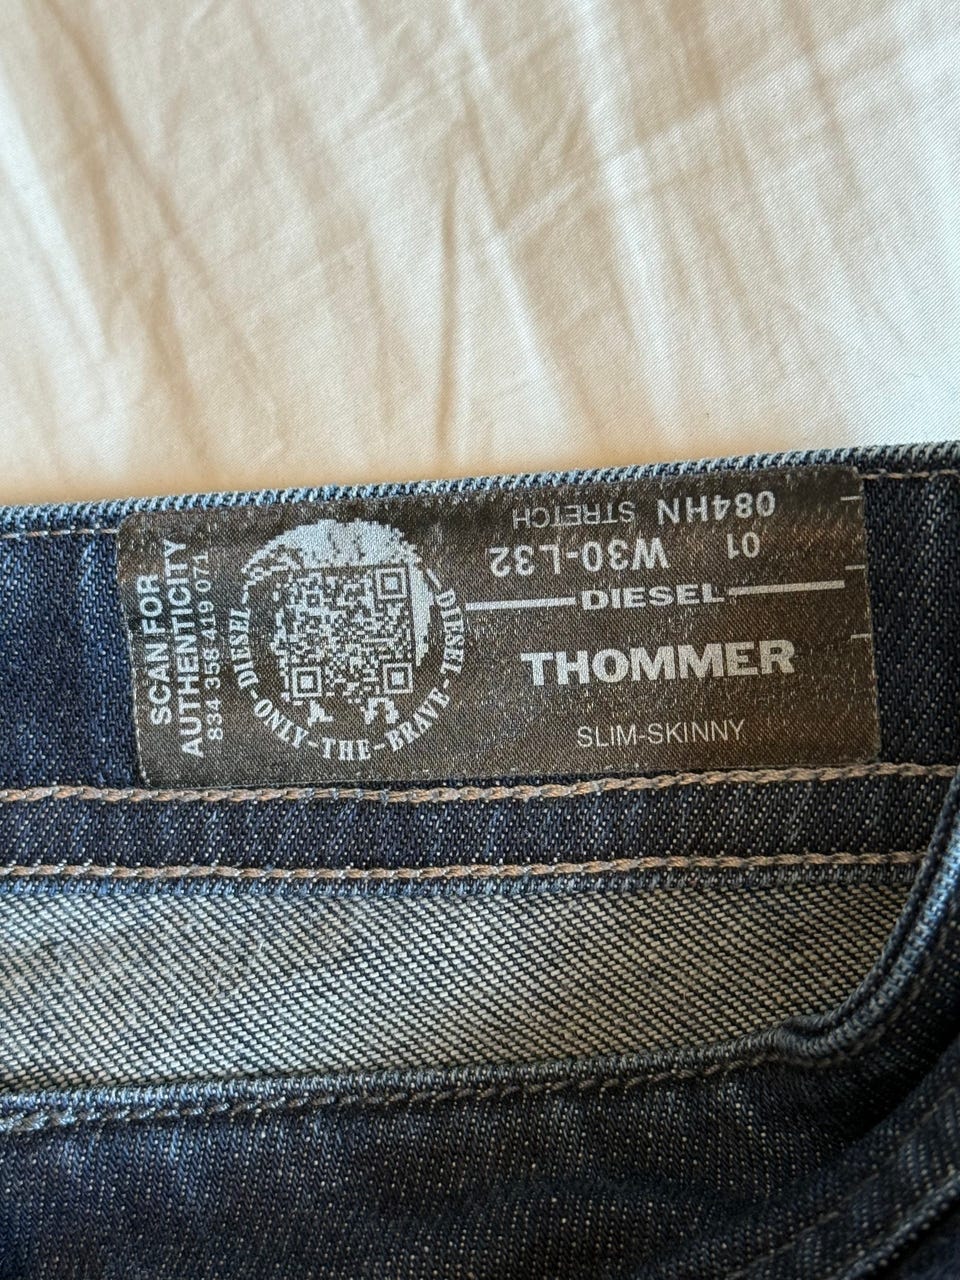 SCAN FOR
AUTHENTICITY
834 358 419 071
DIESEL-ONLY-THE-BRAVE-DIESEL-
084HN STRETCH
01 W30-L32
DIESEL
THOMMER
SLIM-SKINNY